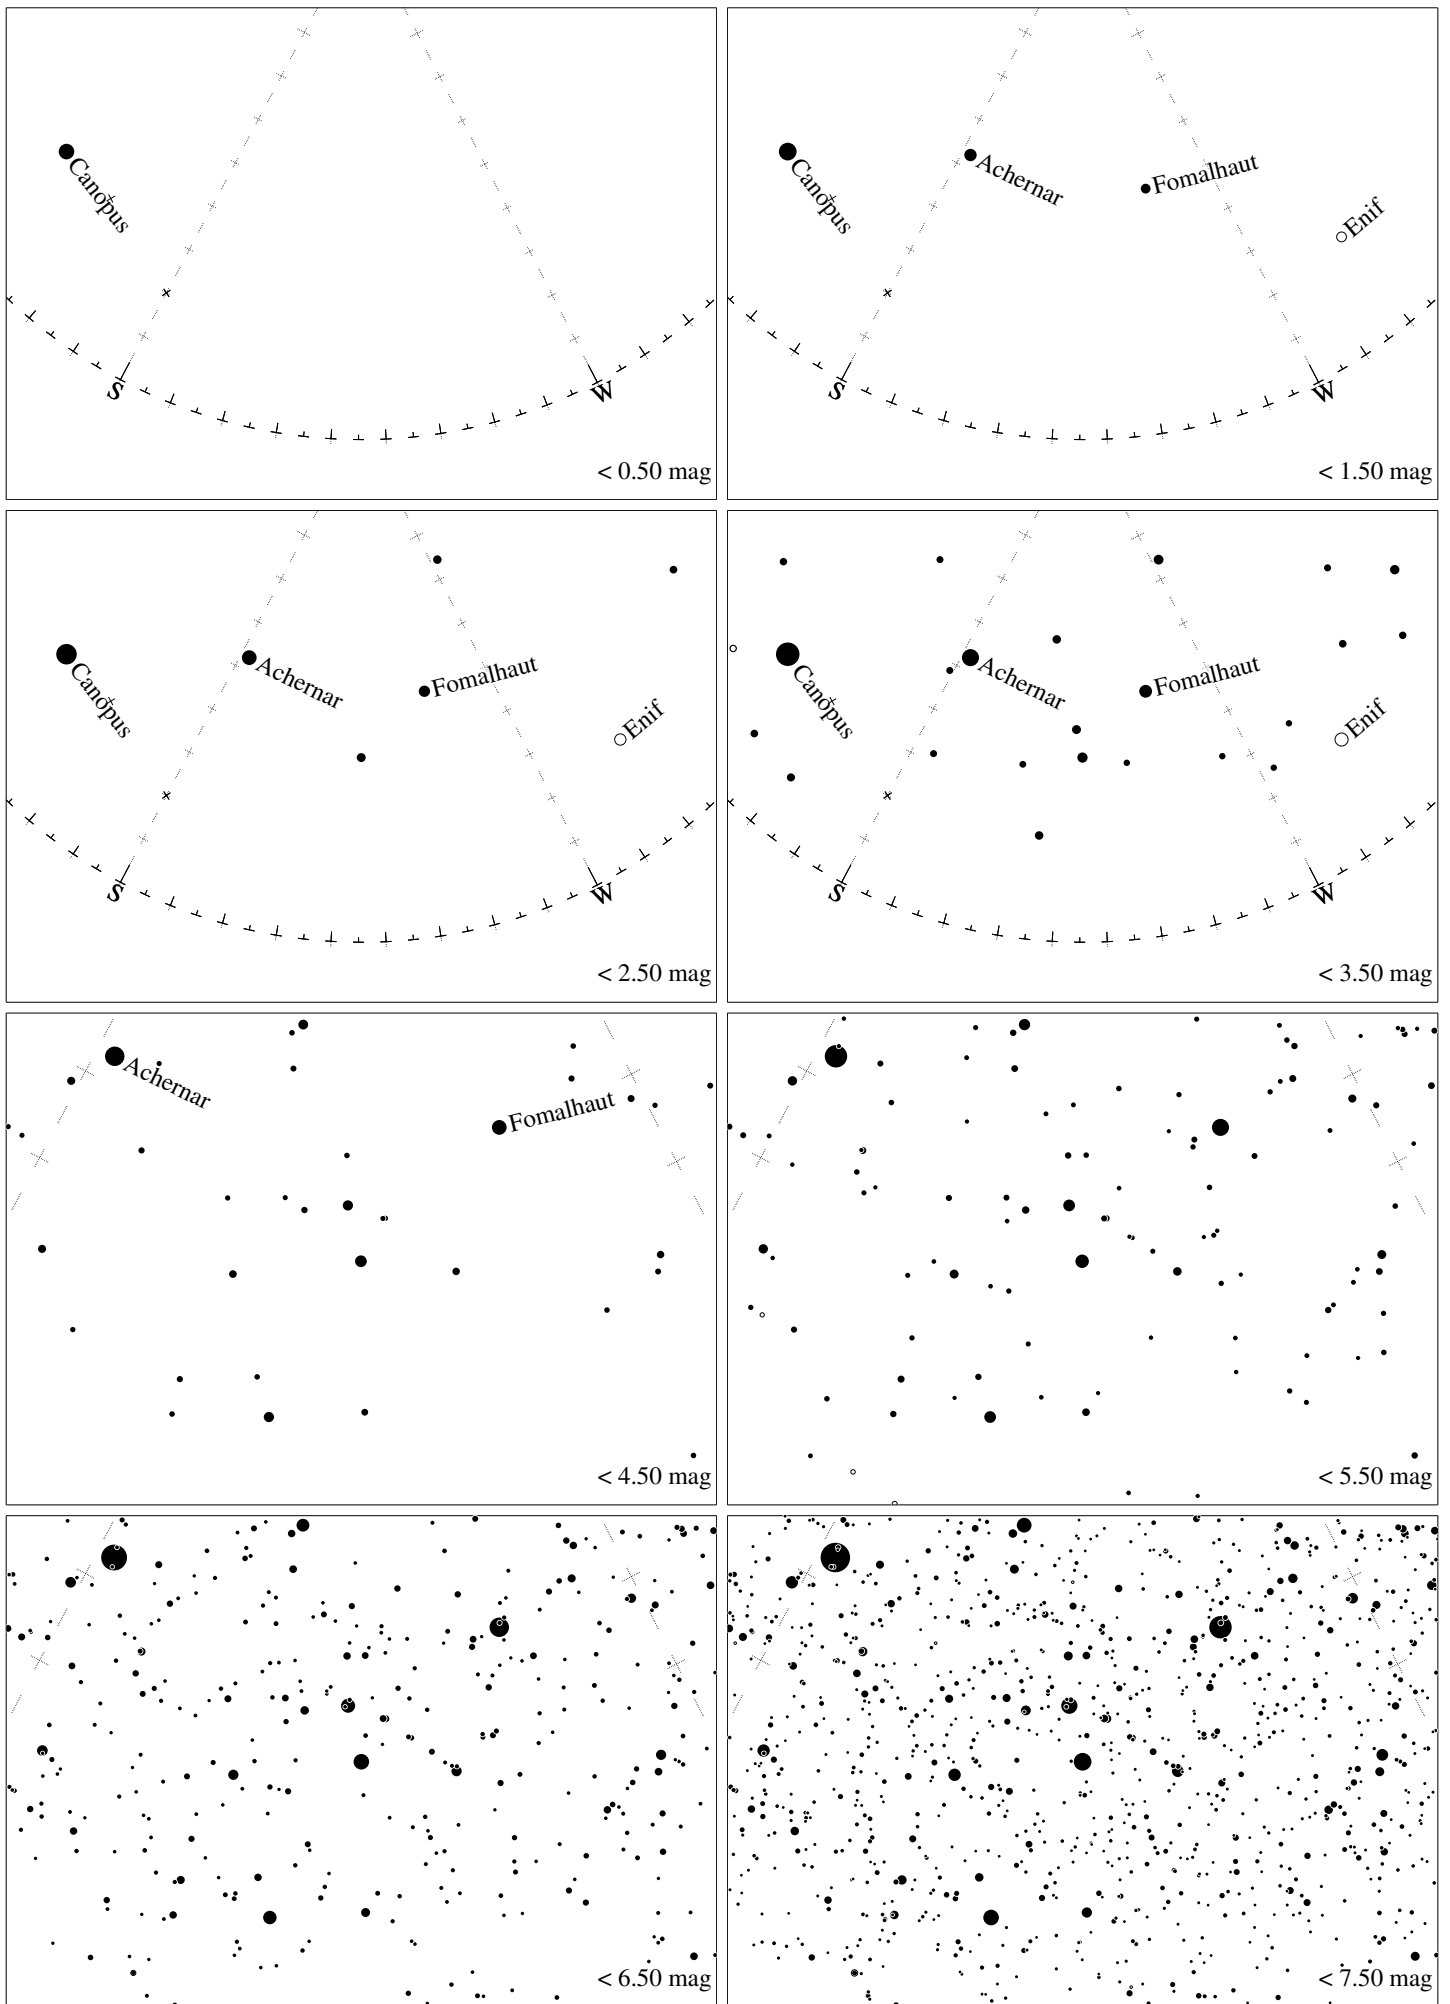 Canopus
S
W
< 0.50 mag
Canopus
Achernar
Fomalhaut
Enif
S
W
< 1.50 mag
Canopus
Achernar
Fomalhaut
Enif
S
W
< 2.50 mag
Canopus
Achernar
Fomalhaut
Enif
S
W
< 3.50 mag
Achernar
Fomalhaut
< 4.50 mag
< 5.50 mag
< 6.50 mag
< 7.50 mag